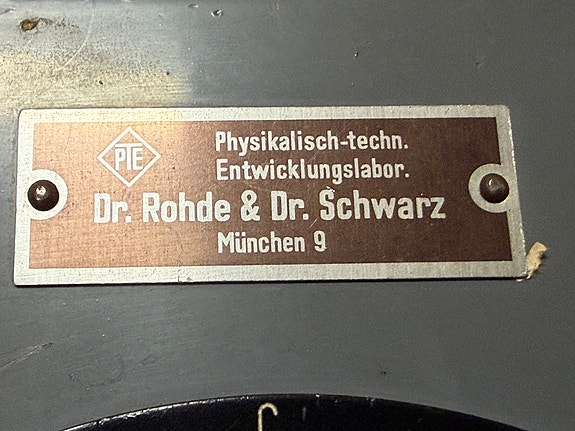 PTE
Physikalisch-techn.
Entwicklungslabor.
Dr. Rohde & Dr. Schwarz
München 9